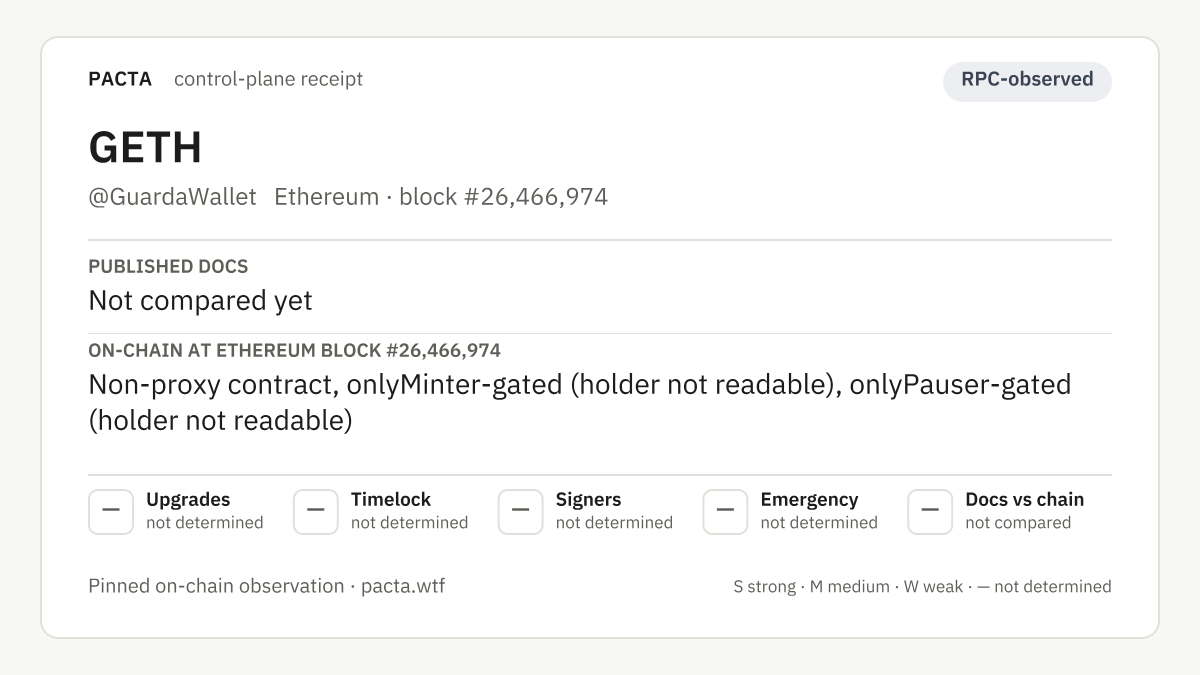 PACTA control-plane receipt
RPC-observed
GETH
@GuardaWallet Ethereum · block #26,466,974
PUBLISHED DOCS
Not compared yet
ON-CHAIN AT ETHEREUM BLOCK #26,466,974
Non-proxy contract, onlyMinter-gated (holder not readable), onlyPauser-gated
(holder not readable)
— Upgrades
not determined
— Timelock
not determined
— Signers
not determined
— Emergency
not determined
— Docs vs chain
not compared
Pinned on-chain observation · pacta.wtf
S strong · M medium · W weak · — not determined